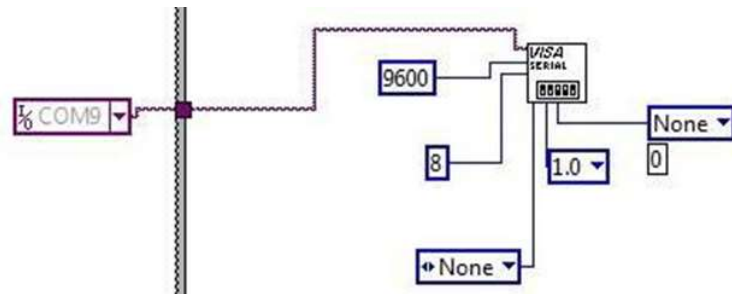 VISA
SERIAL
9600
I/O COM9
None
8
1.0
0
None